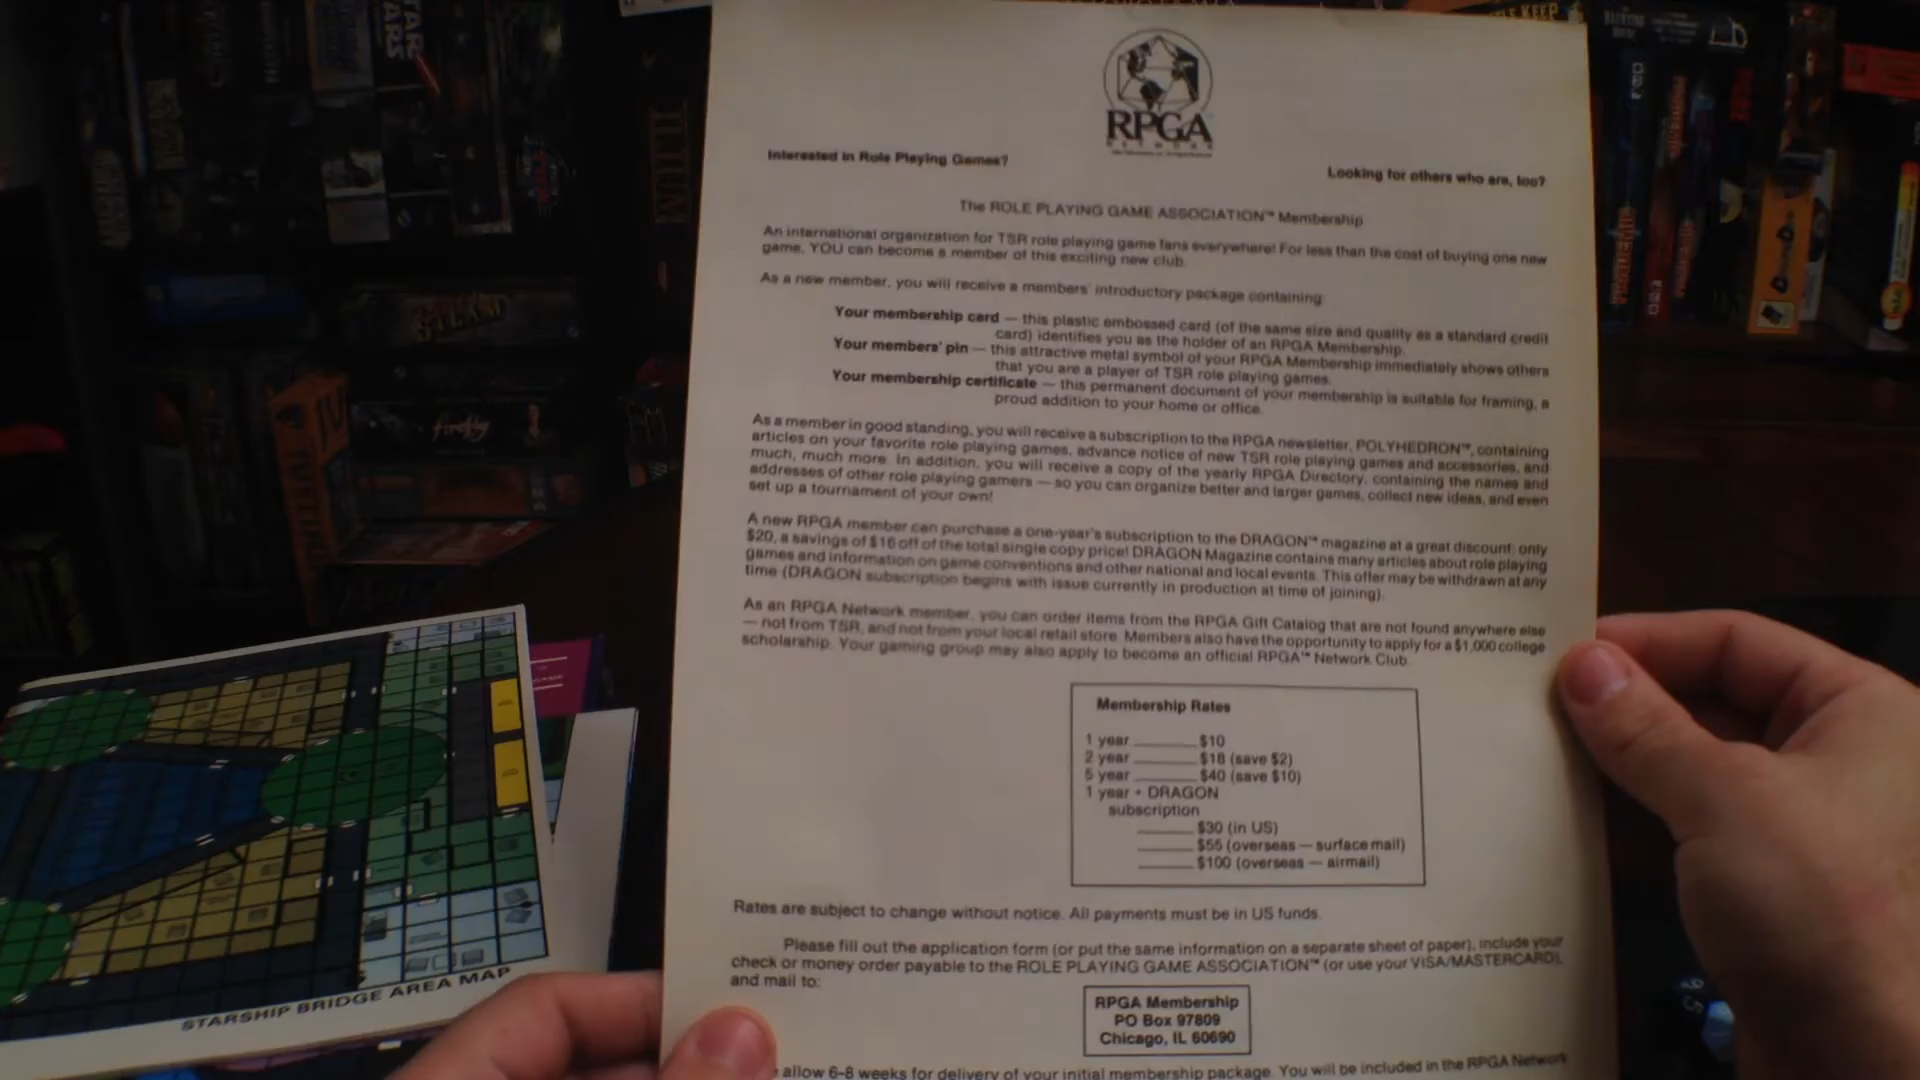 STAR
WARS
KEEP
RPGA
NETWORK
Interested in Role Playing Games?
Looking for others who are, too?
The ROLE PLAYING GAME ASSOCIATION™ Membership
An international organization for TSR role playing game fans everywhere! For less than the cost of buying one new
game, YOU can become a member of this exciting new club.
As a new member, you will receive a members' introductory package containing:
Your membership card — this plastic embossed card (of the same size and quality as a standard credit
card) identifies you as the holder of an RPGA Membership.
Your members' pin — this attractive metal symbol of your RPGA Membership immediately shows others
that you are a player of TSR role playing games.
Your membership certificate — this permanent document of your membership is suitable for framing, a
proud addition to your home or office.
As a member in good standing, you will receive a subscription to the RPGA newsletter, POLYHEDRON™, containing
articles on your favorite role playing games, advance notice of new TSR role playing games and accessories, and
much, much more. In addition, you will receive a copy of the yearly RPGA Directory, containing the names and
addresses of other role playing gamers — so you can organize better and larger games, collect new ideas, and even
set up a tournament of your own!
A new RPGA member can purchase a one-year's subscription to the DRAGON™ magazine at a great discount: only
$20, a savings of $16 off of the total single copy price! DRAGON Magazine contains many articles about role playing
games and information on game conventions and other national and local events. This offer may be withdrawn at any
time (DRAGON subscription begins with issue currently in production at time of joining).
As an RPGA Network member, you can order items from the RPGA Gift Catalog that are not found anywhere else
— not from TSR, and not from your local retail store. Members also have the opportunity to apply for a $1,000 college
scholarship. Your gaming group may also apply to become an official RPGA™ Network Club.
Membership Rates
1 year ______ $10
2 year ______ $18 (save $2)
5 year ______ $40 (save $10)
1 year + DRAGON
subscription
______ $30 (in US)
______ $55 (overseas — surface mail)
______ $100 (overseas — airmail)
Rates are subject to change without notice. All payments must be in US funds.
Please fill out the application form (or put the same information on a separate sheet of paper), include your
check or money order payable to the ROLE PLAYING GAME ASSOCIATION™ (or use your VISA/MASTERCARD),
and mail to:
RPGA Membership
PO Box 97809
Chicago, IL 60690
allow 6-8 weeks for delivery of your initial membership package. You will be included in the RPGA Network
firefly
STARSHIP BRIDGE AREA MAP